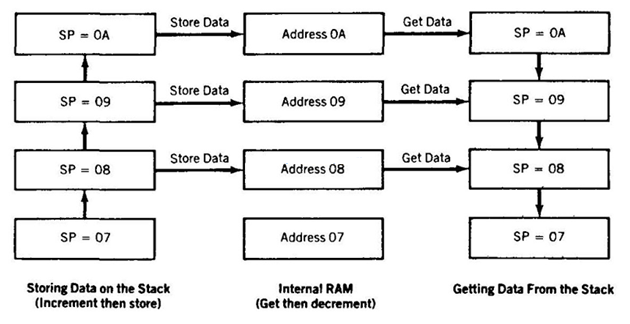 Store Data
Get Data
SP = 0A
Address 0A
SP = 0A
Store Data
Get Data
SP = 09
Address 09
SP = 09
Store Data
Get Data
SP = 08
Address 08
SP = 08
SP = 07
Address 07
SP = 07
Storing Data on the Stack
(Increment then store)
Internal RAM
(Get then decrement)
Getting Data From the Stack